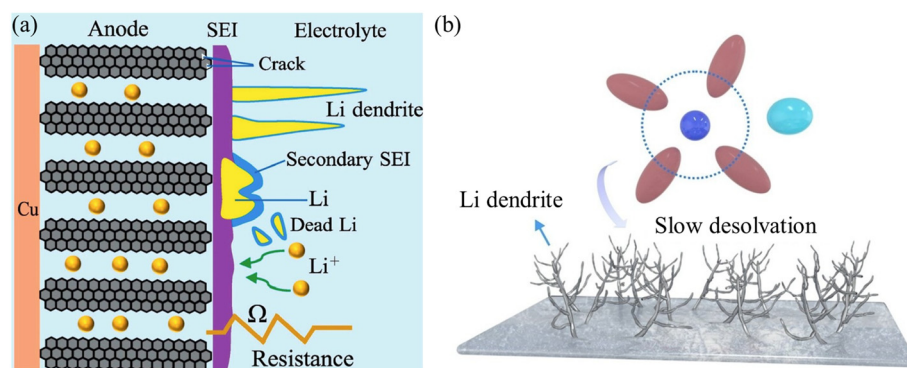 (a)
Anode
SEI
Electrolyte
Crack
Li dendrite
Secondary SEI
Li
Dead Li
Li⁺
Cu
Ω
Resistance
(b)
Li dendrite
Slow desolvation